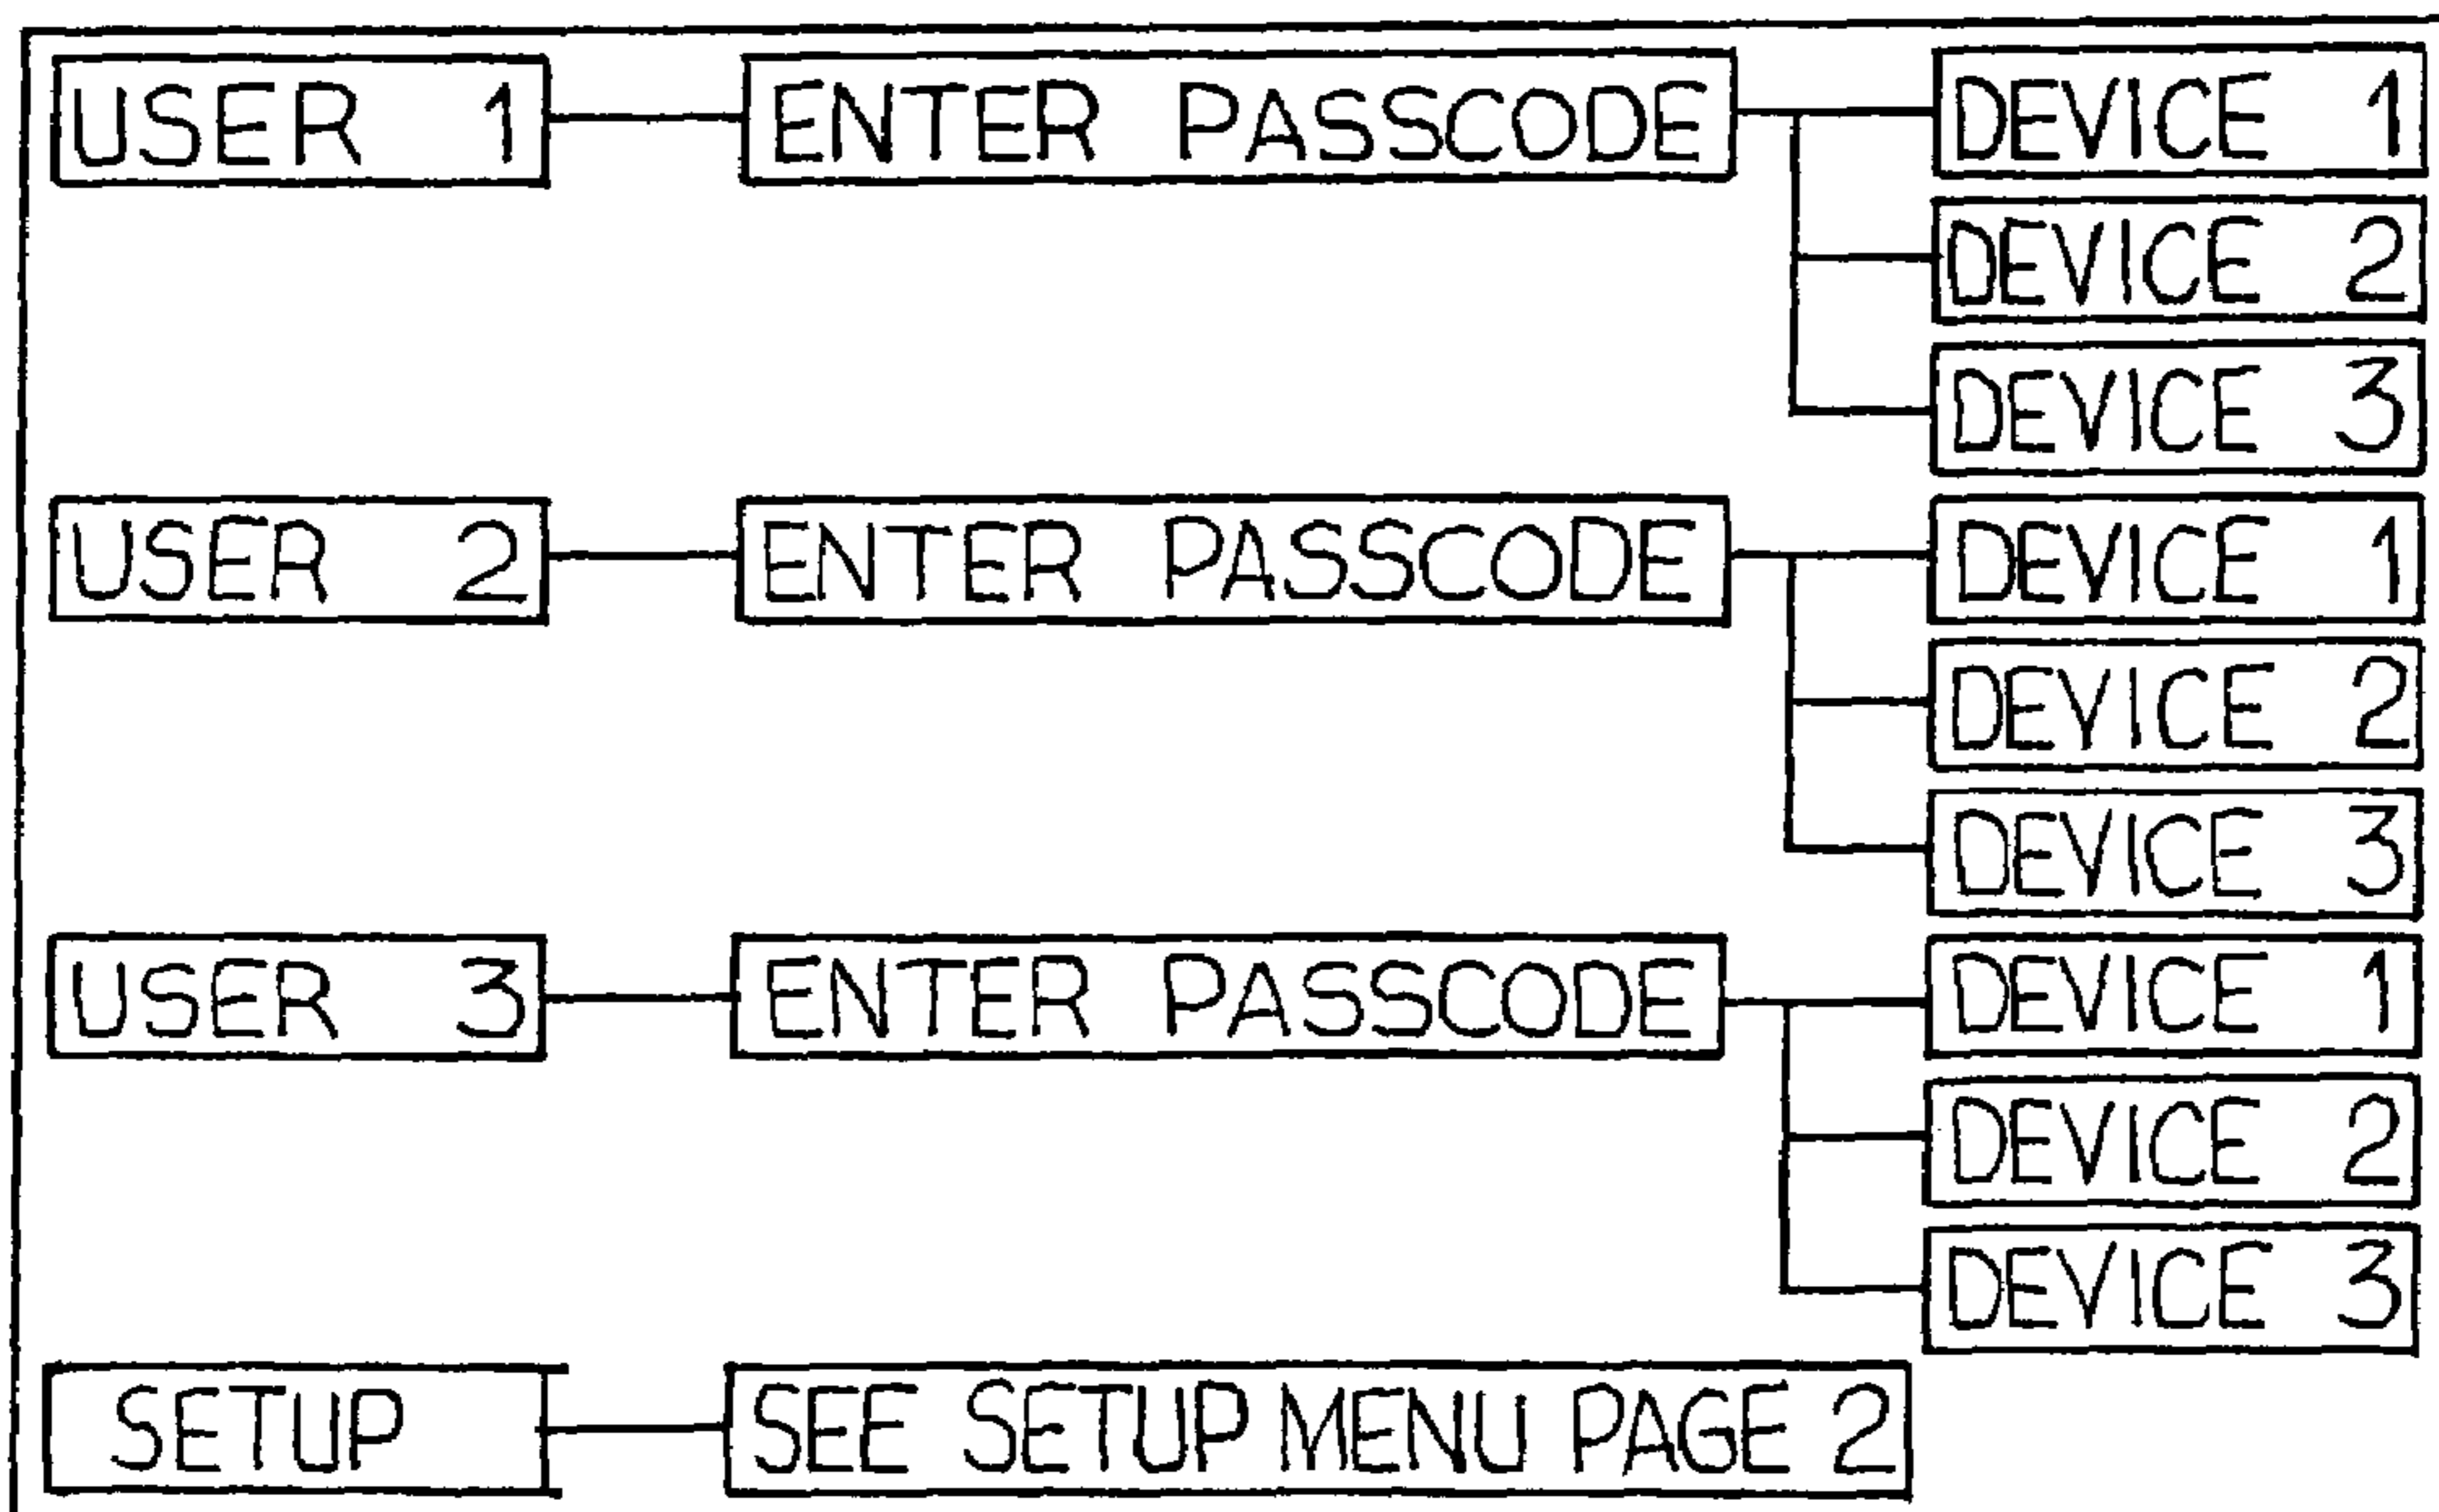 USER 1 ENTER PASSCODE DEVICE 1
DEVICE 2
DEVICE 3
USER 2 ENTER PASSCODE DEVICE 1
DEVICE 2
DEVICE 3
USER 3 ENTER PASSCODE DEVICE 1
DEVICE 2
DEVICE 3
SETUP SEE SETUP MENU PAGE 2